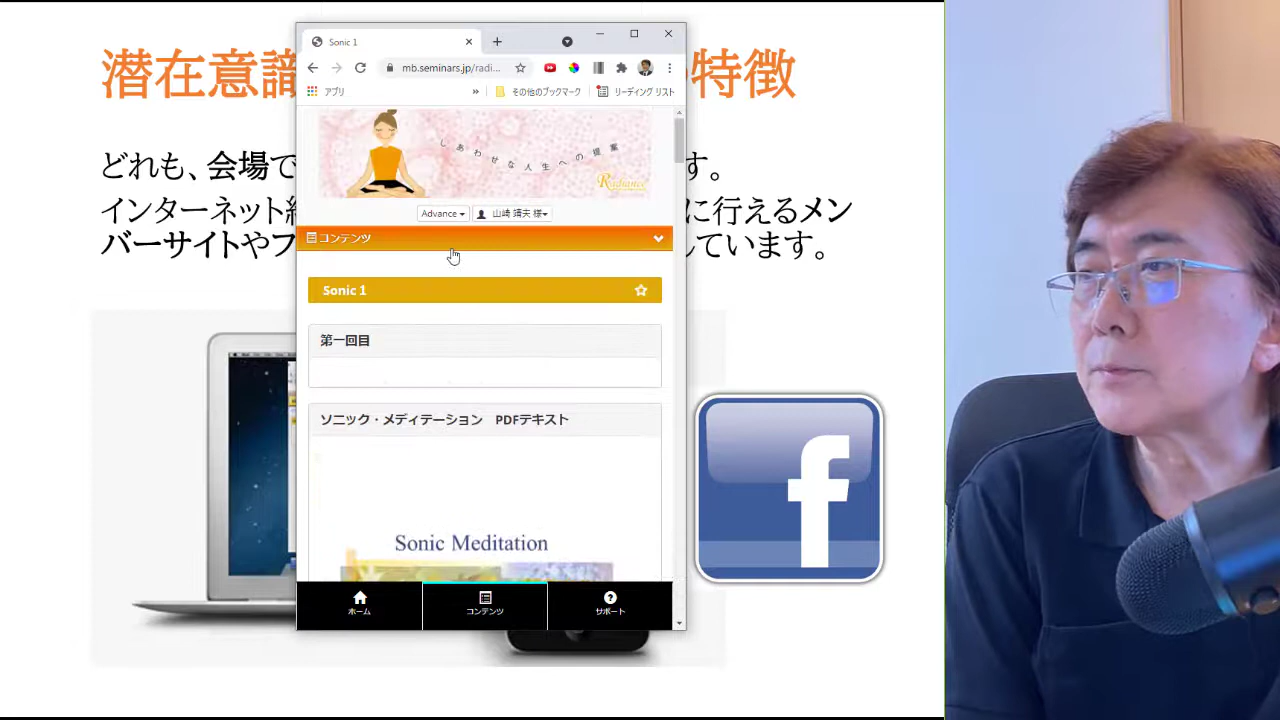 潜在意識
の特徴
どれも、会場で
す。
インターネット
に行えるメン
バーサイトやフ
しています。
Sonic 1
mb.seminars.jp/radi...
アプリ
その他のブックマーク
リーディング リスト
しあわせな人生への提案
Radiance
Advance
山崎 靖夫 様
コンテンツ
Sonic 1
第一回目
ソニック・メディテーション PDFテキスト
Sonic Meditation
ホーム
コンテンツ
サポート
f